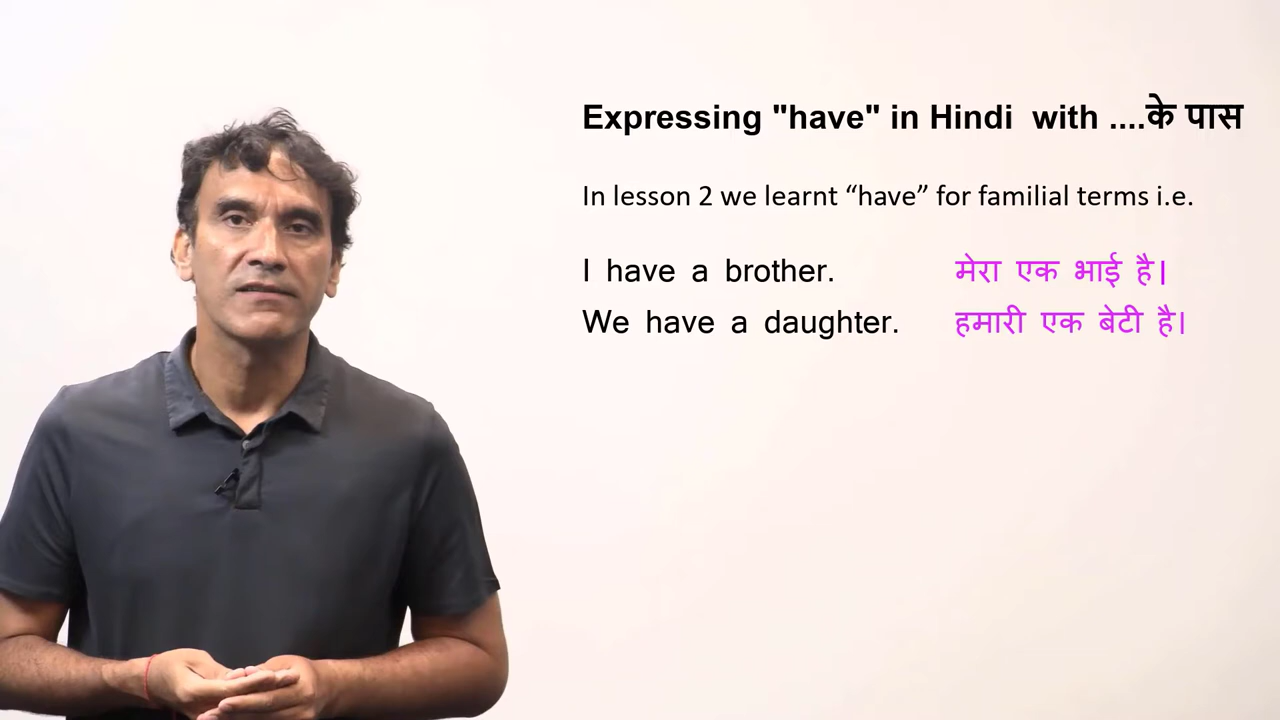 Expressing "have" in Hindi with ....के पास
In lesson 2 we learnt “have” for familial terms i.e.
I have a brother. मेरा एक भाई है।
We have a daughter. हमारी एक बेटी है।